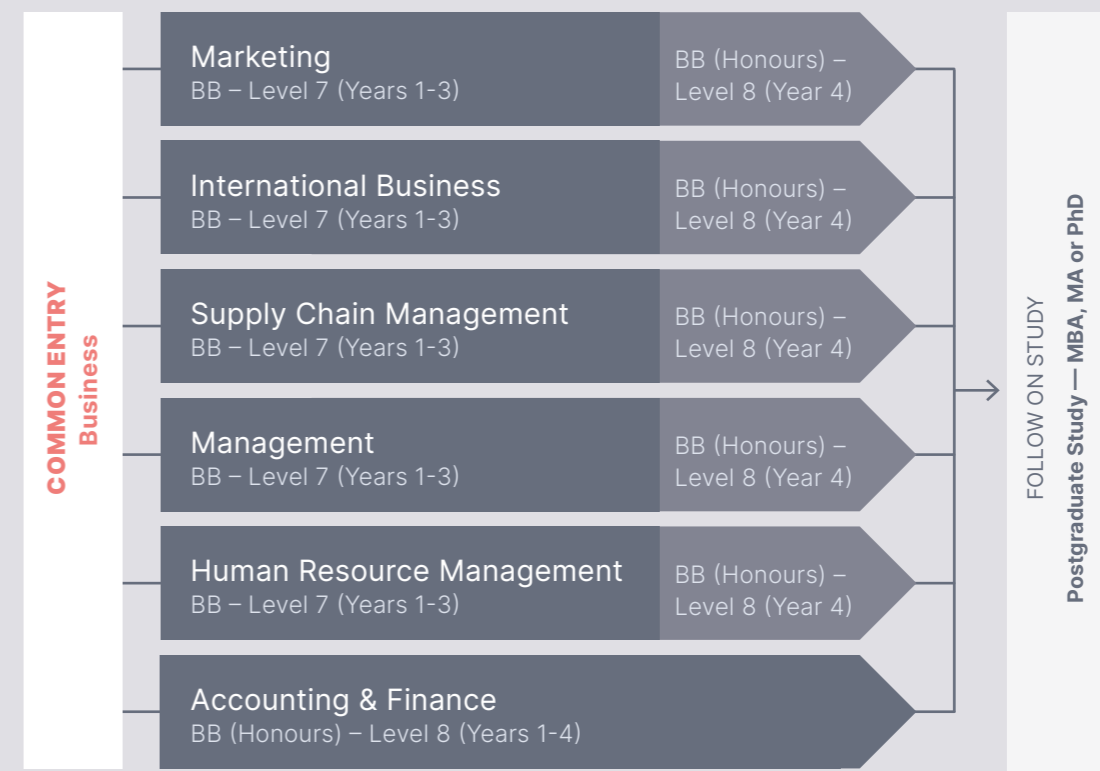 COMMON ENTRY
Business
Marketing
BB – Level 7 (Years 1-3)
BB (Honours) –
Level 8 (Year 4)
International Business
BB – Level 7 (Years 1-3)
BB (Honours) –
Level 8 (Year 4)
Supply Chain Management
BB – Level 7 (Years 1-3)
BB (Honours) –
Level 8 (Year 4)
Management
BB – Level 7 (Years 1-3)
BB (Honours) –
Level 8 (Year 4)
Human Resource Management
BB – Level 7 (Years 1-3)
BB (Honours) –
Level 8 (Year 4)
Accounting & Finance
BB (Honours) – Level 8 (Years 1-4)
FOLLOW ON STUDY
Postgraduate Study — MBA, MA or PhD